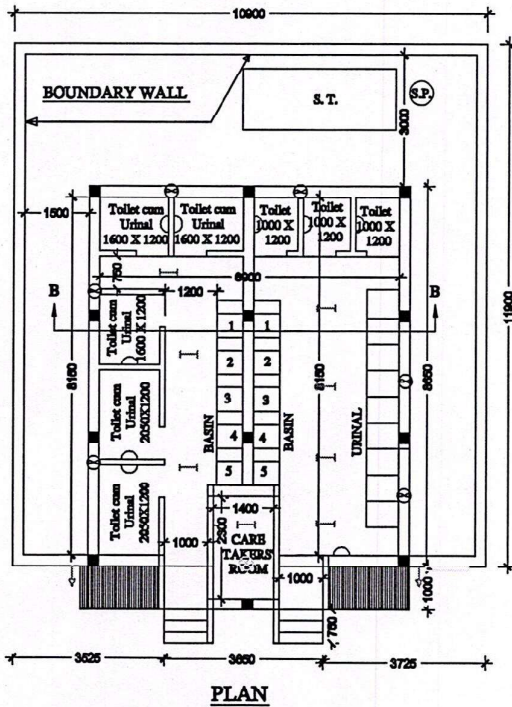 10900
BOUNDARY WALL
S. T.
S.P.
3000
1500
Toilet cum
Urinal
1600 X 1200
Toilet cum
Urinal
1600 X 1200
Toilet
1000 X
1200
Toilet
1000 X
1200
Toilet
1000 X
1200
750
6900
B
1200
B
Toilet cum
Urinal
1600 X 1200
1
1
2
2
3
3
4
4
5
5
8150
8150
8650
11900
Toilet cum
Urinal
2050X1200
BASIN
BASIN
URINAL
Toilet cum
Urinal
2050X1200
1400
2300
1000
CARE
TAKERS
ROOM
1000
1000
750
3525
3650
3725
PLAN